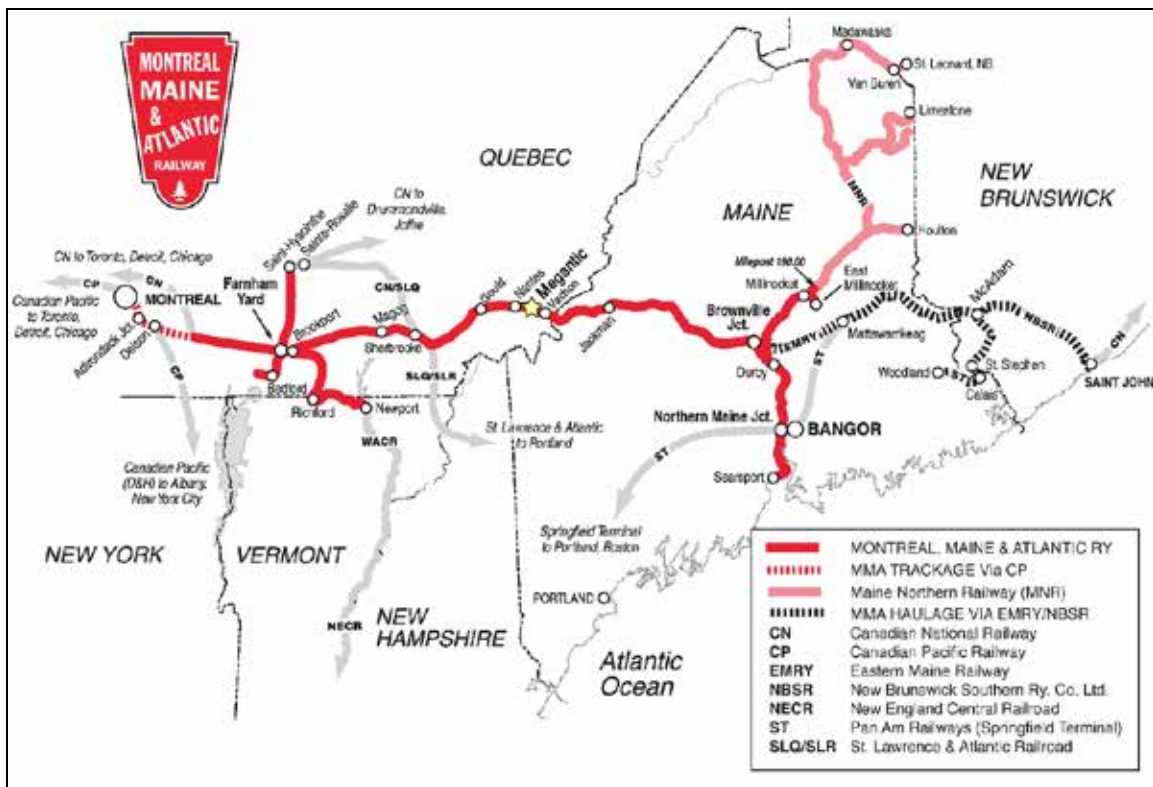 MONTREAL
MAINE
&
ATLANTIC
RAILWAY
Madawaska
St. Leonard, NB
Van Buren
Limestone
QUEBEC
NEW
BRUNSWICK
MNR
MAINE
Houlton
CN to
Drummondville,
Joffre
Saint-Hyacinthe
Sainte-Rosalie
CN to Toronto, Detroit, Chicago
CP
CN
MONTREAL
Canadian Pacific
to Toronto,
Detroit, Chicago
Adirondack Jct.
Delson
Farnham
Yard
Brookport
CN/SLQ
Magog
Sherbrooke
Gould
Nantes
Megantic
Vachon
Jackman
Milepost 190.00
Millinocket
East
Millinocket
Brownville
Jct.
EMRY
McAdam
NBSR
CN
Mattawamkeag
ST
Derby
Woodland
St. Stephen
Calais
SAINT JOHN
CP
Bedford
Richford
Newport
SLQ/SLR
WACR
St. Lawrence & Atlantic
to Portland
Northern Maine Jct.
BANGOR
ST
Searsport
Canadian Pacific
(D&H) to Albany,
New York City
Springfield Terminal
to Portland, Boston
NEW YORK
VERMONT
NECR
NEW
HAMPSHIRE
PORTLAND
Atlantic
Ocean
MONTREAL, MAINE & ATLANTIC RY
MMA TRACKAGE Via CP
Maine Northern Railway (MNR)
MMA HAULAGE VIA EMRY/NBSR
CN Canadian National Railway
CP Canadian Pacific Railway
EMRY Eastern Maine Railway
NBSR New Brunswick Southern Ry. Co. Ltd.
NECR New England Central Railroad
ST Pan Am Railways (Springfield Terminal)
SLQ/SLR St. Lawrence & Atlantic Railroad